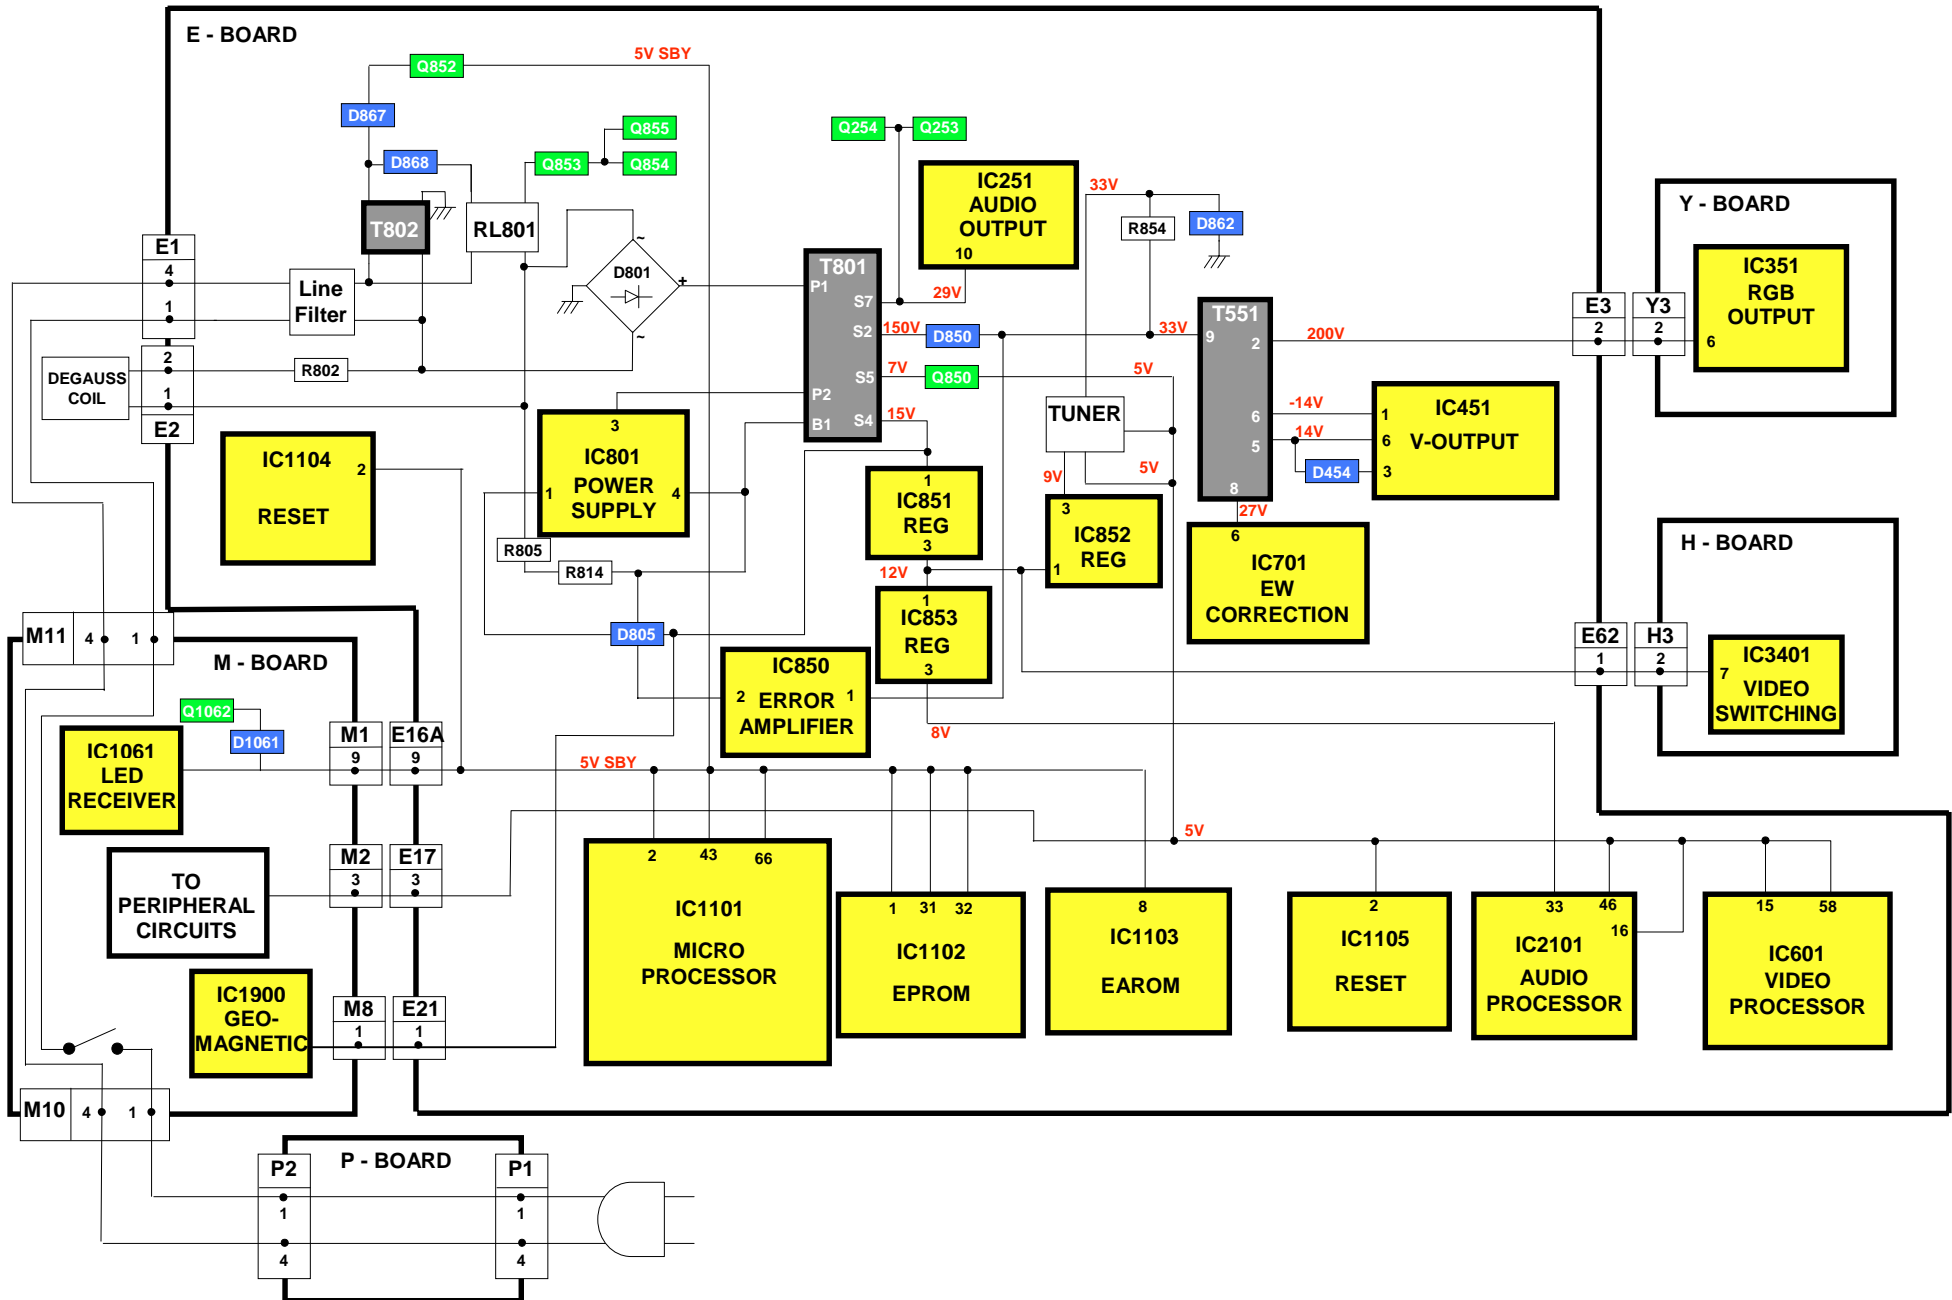 E - BOARD
5V SBY
Q852
D867
Q855
D868
Q853
Q854
Q254
Q253
T802
RL801
IC251
AUDIO
OUTPUT
10
33V
R854
D862
Y - BOARD
E1
4
1
Line
Filter
D801
~
~
+
T801
P1
S7
S2
S5
P2
B1
S4
29V
150V
D850
7V
Q850
15V
33V
5V
T551
9
2
6
5
8
200V
E3
2
Y3
2
IC351
RGB
OUTPUT
6
2
1
E2
DEGAUSS
COIL
R802
IC1104
2
RESET
3
IC801
1
POWER
4
SUPPLY
TUNER
9V
5V
-14V
14V
D454
1
6
3
IC451
V-OUTPUT
27V
6
IC701
EW
CORRECTION
1
IC851
REG
3
3
IC852
REG
1
12V
1
IC853
REG
3
R805
R814
D805
IC850
2
ERROR
1
AMPLIFIER
8V
H - BOARD
E62
1
H3
2
IC3401
7
VIDEO
SWITCHING
M11
4
1
M - BOARD
Q1062
D1061
IC1061
LED
RECEIVER
M1
9
E16A
9
5V SBY
M2
3
E17
3
TO
PERIPHERAL
CIRCUITS
IC1900
GEO-
MAGNETIC
M8
1
E21
1
5V
2
43
66
IC1101
MICRO
PROCESSOR
1
31
32
IC1102
EPROM
8
IC1103
EAROM
2
IC1105
RESET
33
46
16
IC2101
AUDIO
PROCESSOR
15
58
IC601
VIDEO
PROCESSOR
M10
4
1
P - BOARD
P2
1
4
P1
1
4